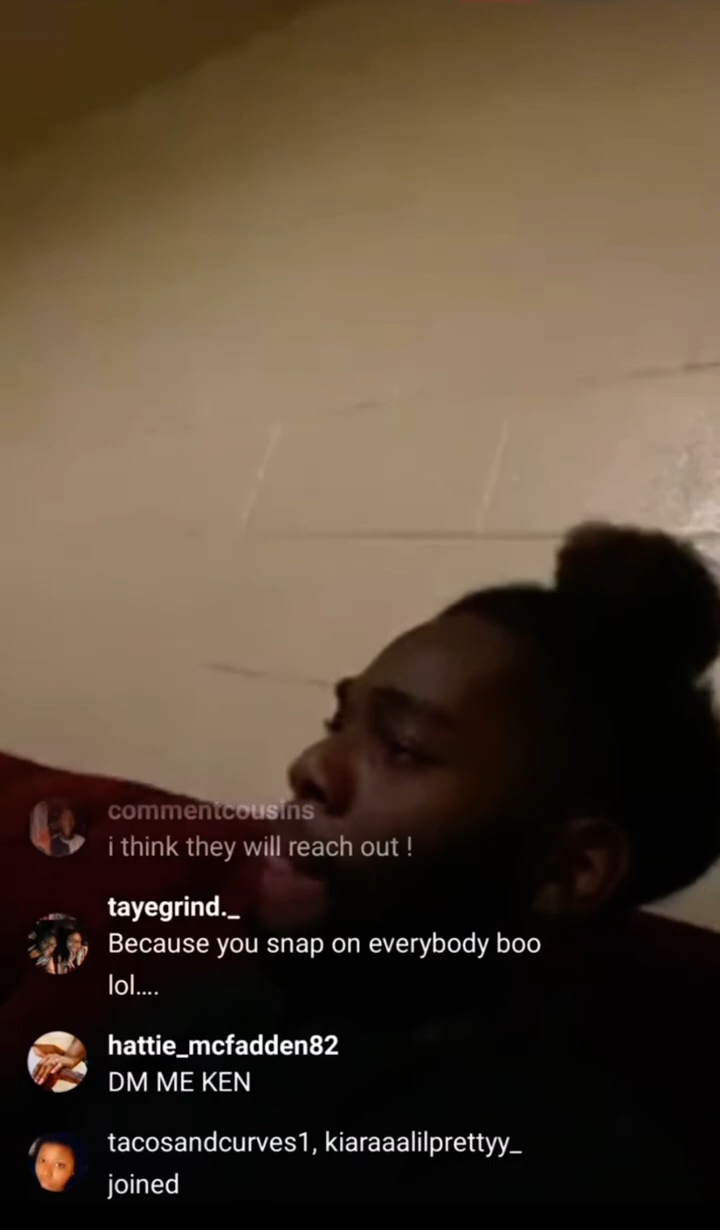 commentcousins
i think they will reach out !
tayegrind._
Because you snap on everybody boo
lol....
hattie_mcfadden82
DM ME KEN
tacosandcurves1, kiaraaalilprettyy_
joined